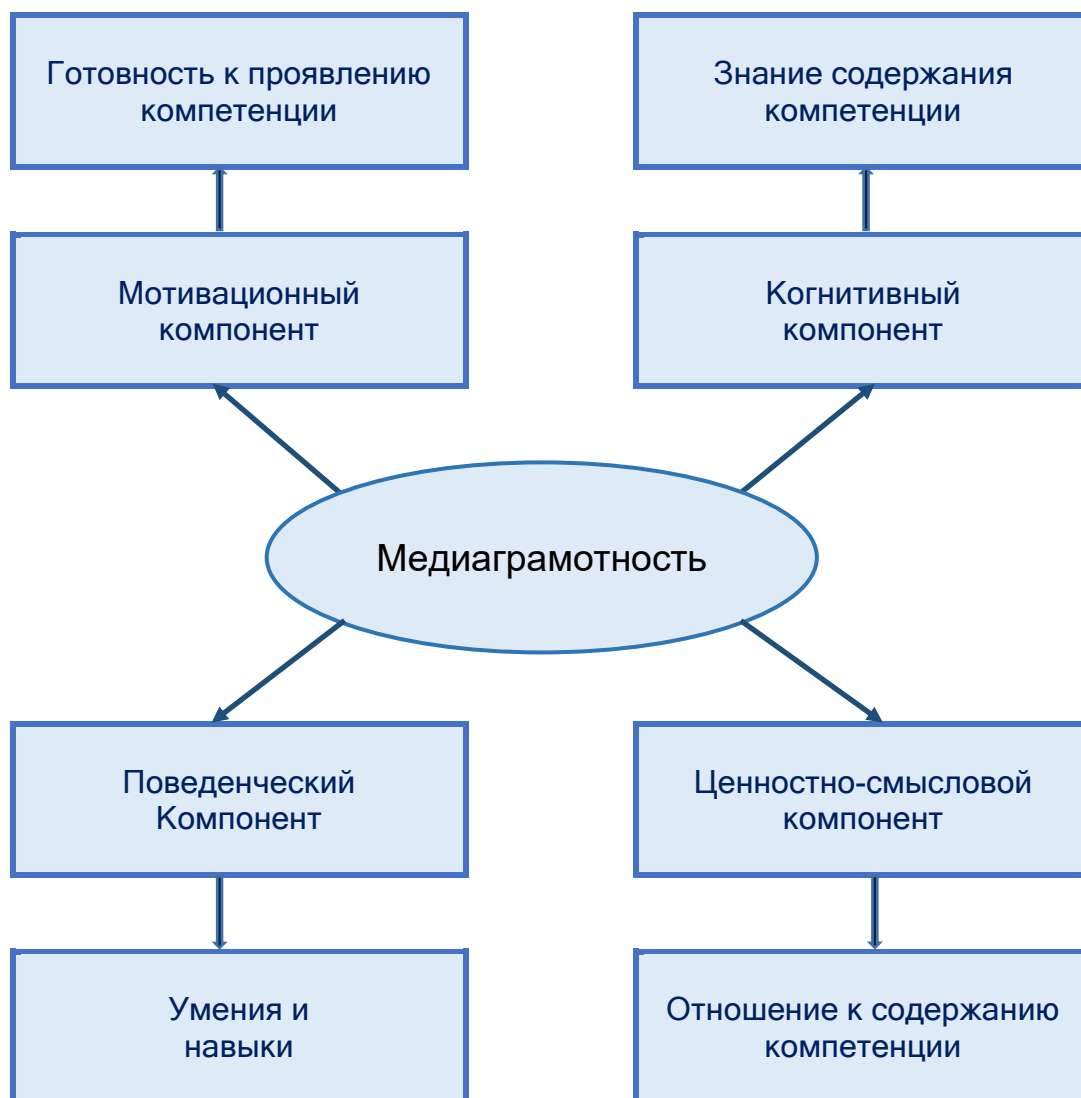 Готовность к проявлению
компетенции
Знание содержания
компетенции
Мотивационный
компонент
Когнитивный
компонент
Медиаграмотность
Поведенческий
Компонент
Ценностно-смысловой
компонент
Умения и
навыки
Отношение к содержанию
компетенции